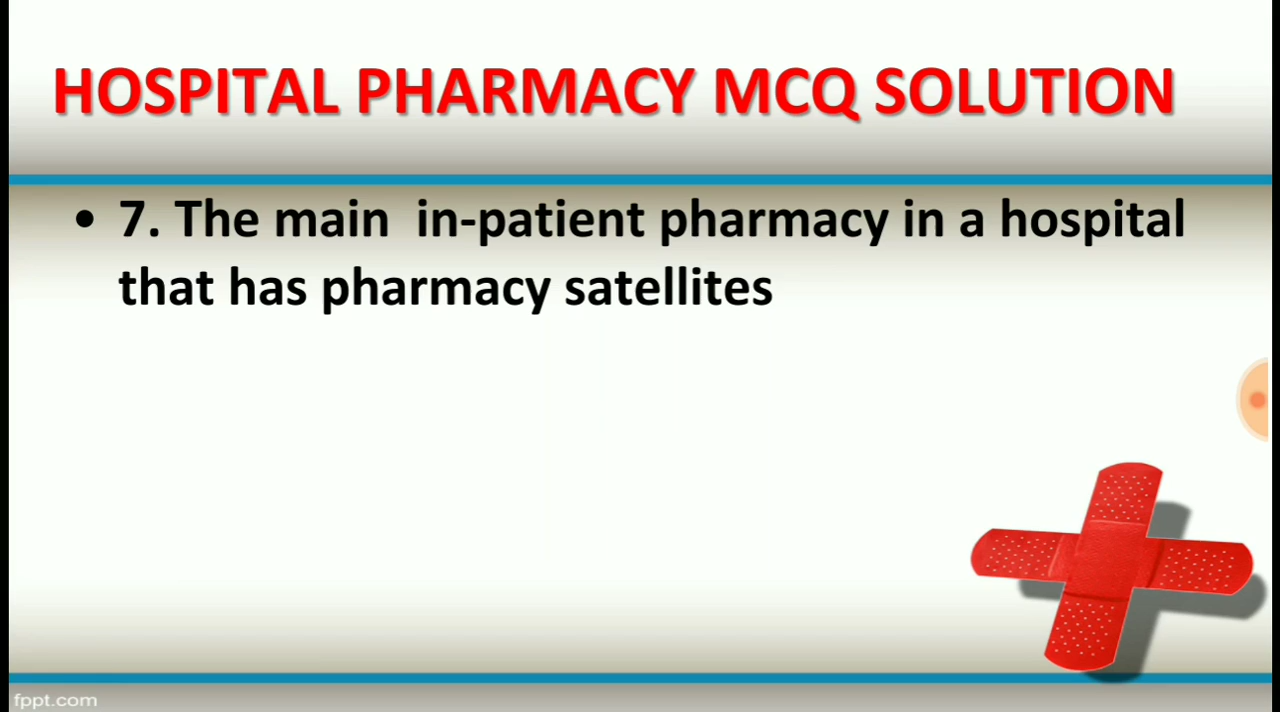 HOSPITAL PHARMACY MCQ SOLUTION
• 7. The main  in-patient pharmacy in a hospital
that has pharmacy satellites
fppt.com